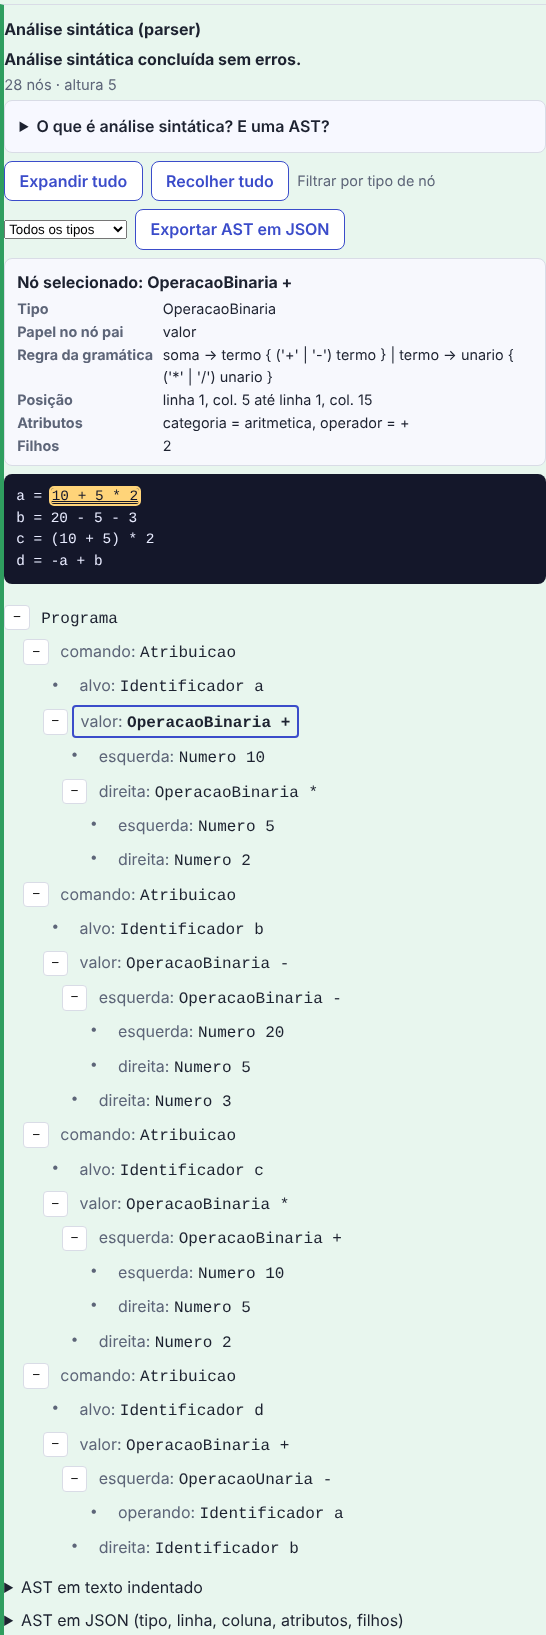 Análise sintática (parser)
Análise sintática concluída sem erros.
28 nós · altura 5
▶ O que é análise sintática? E uma AST?
Expandir tudo Recolher tudo Filtrar por tipo de nó
Todos os tipos Exportar AST em JSON
Nó selecionado: OperacaoBinaria +
Tipo OperacaoBinaria
Papel no nó pai valor
Regra da gramática soma → termo { ('+' | '-') termo } | termo → unario {
('*' | '/') unario }
Posição linha 1, col. 5 até linha 1, col. 15
Atributos categoria = aritmetica, operador = +
Filhos 2
a = 10 + 5 * 2
b = 20 - 5 - 3
c = (10 + 5) * 2
d = -a + b
− Programa
− comando: Atribuicao
• alvo: Identificador a
− valor: OperacaoBinaria +
• esquerda: Numero 10
− direita: OperacaoBinaria *
• esquerda: Numero 5
• direita: Numero 2
− comando: Atribuicao
• alvo: Identificador b
− valor: OperacaoBinaria -
− esquerda: OperacaoBinaria -
• esquerda: Numero 20
• direita: Numero 5
• direita: Numero 3
− comando: Atribuicao
• alvo: Identificador c
− valor: OperacaoBinaria *
− esquerda: OperacaoBinaria +
• esquerda: Numero 10
• direita: Numero 5
• direita: Numero 2
− comando: Atribuicao
• alvo: Identificador d
− valor: OperacaoBinaria +
− esquerda: OperacaoUnaria -
• operando: Identificador a
• direita: Identificador b
▶ AST em texto indentado
▶ AST em JSON (tipo, linha, coluna, atributos, filhos)